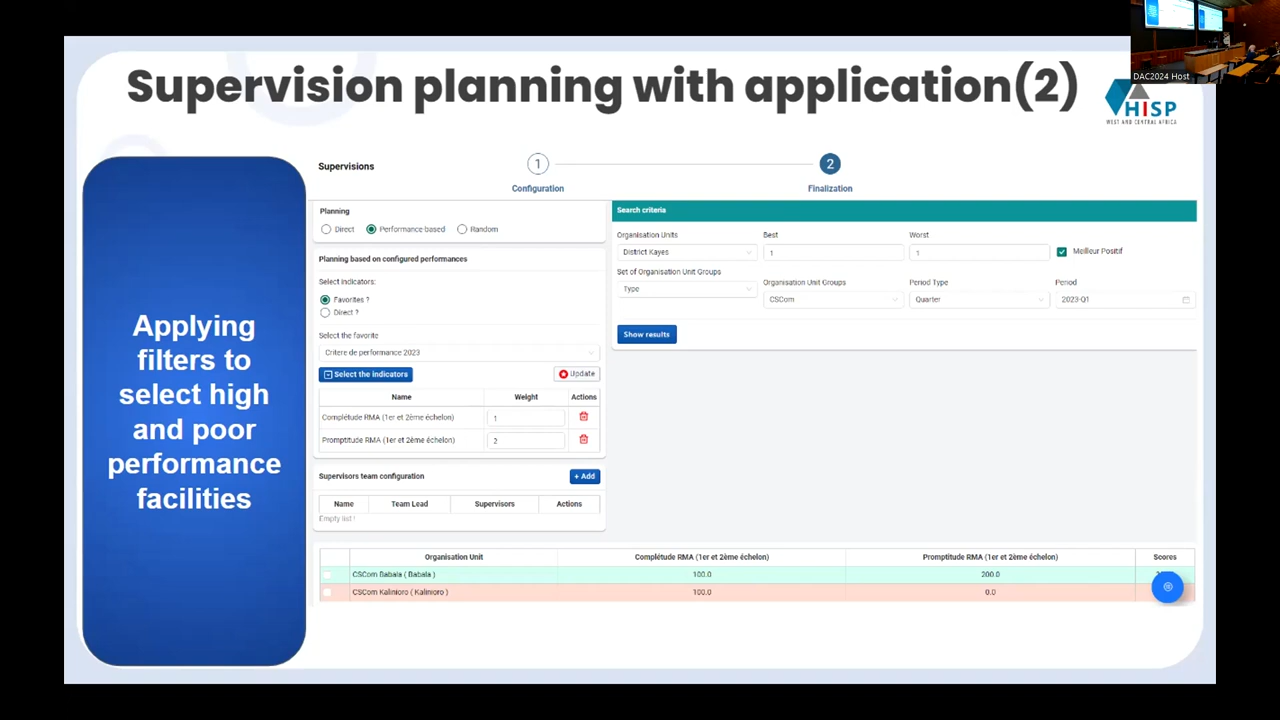 Supervision planning with application(2)
DAC2024 Host
HISP
WEST AND CENTRAL AFRICA
Applying
filters to
select high
and poor
performance
facilities
Supervisions
1
2
Configuration
Finalization
Planning
Direct
Performance based
Random
Planning based on configured performances
Select Indicators:
Favorites ?
Direct ?
Select the favorite
Critere de performance 2023
Select the indicators
Update
Name Weight Actions
Complétude RMA (1er et 2ème échelon) 1
Promptitude RMA (1er et 2ème échelon) 2
Supervisors team configuration
+ Add
Name Team Lead Supervisors Actions
Empty list !
Search criteria
Organisation Units Best Worst
District Kayes 1 1 Meilleur Positif
Set of Organisation Unit Groups Organisation Unit Groups Period Type Period
Type CSCom Quarter 2023-Q1
Show results
Organisation Unit Complétude RMA (1er et 2ème échelon) Promptitude RMA (1er et 2ème échelon) Scores
CSCom Babala ( Babala ) 100.0 200.0
CSCom Kalinioro ( Kalinioro ) 100.0 0.0